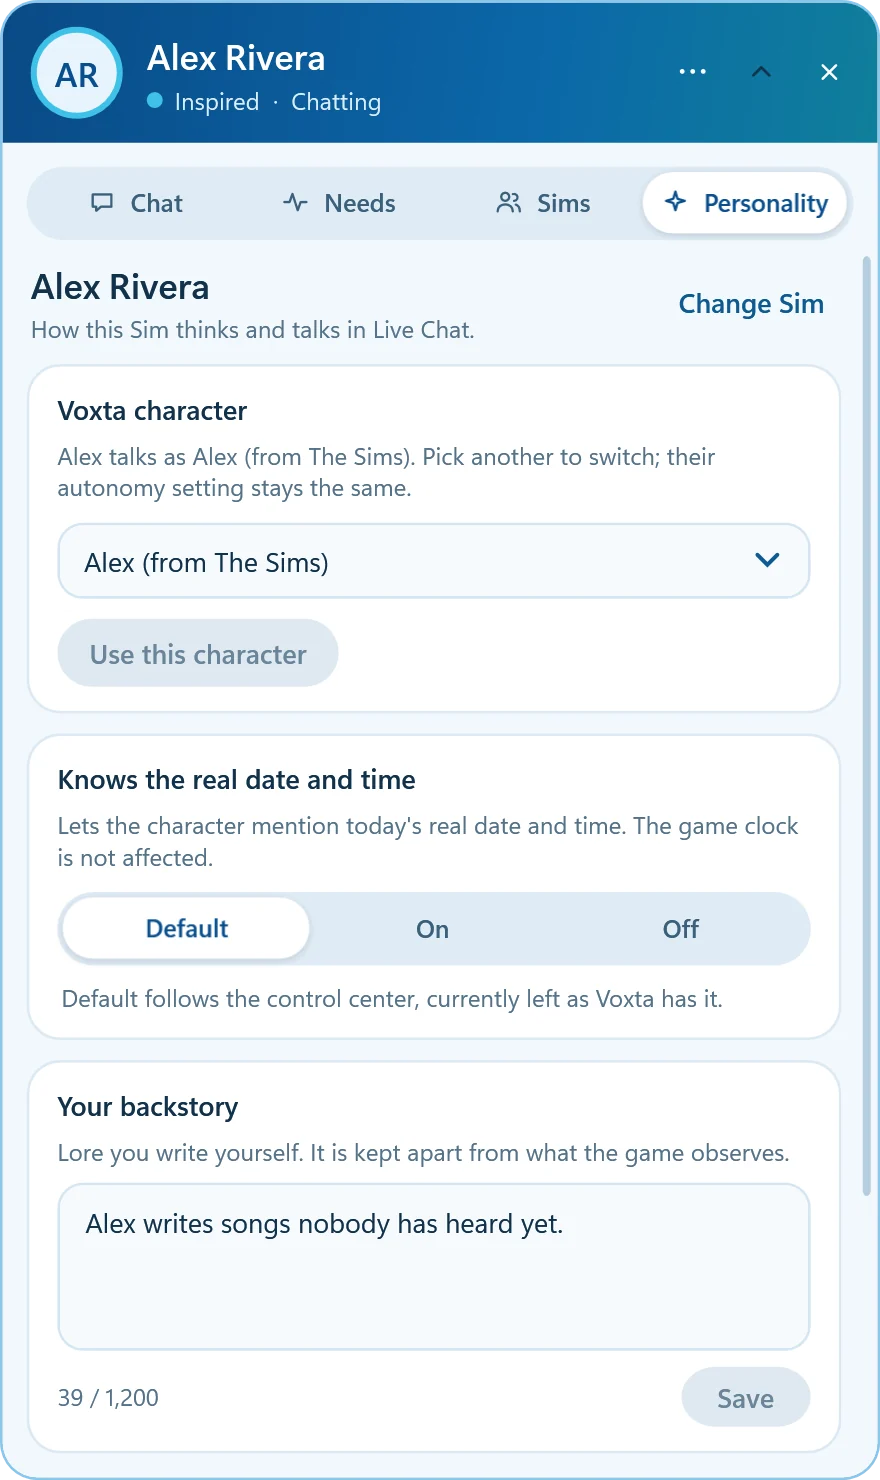 AR
Alex Rivera
Inspired · Chatting
Chat
Needs
Sims
Personality
Alex Rivera
How this Sim thinks and talks in Live Chat.
Change Sim
Voxta character
Alex talks as Alex (from The Sims). Pick another to switch; their
autonomy setting stays the same.
Alex (from The Sims)
Use this character
Knows the real date and time
Lets the character mention today's real date and time. The game clock
is not affected.
Default
On
Off
Default follows the control center, currently left as Voxta has it.
Your backstory
Lore you write yourself. It is kept apart from what the game observes.
Alex writes songs nobody has heard yet.
39 / 1,200
Save